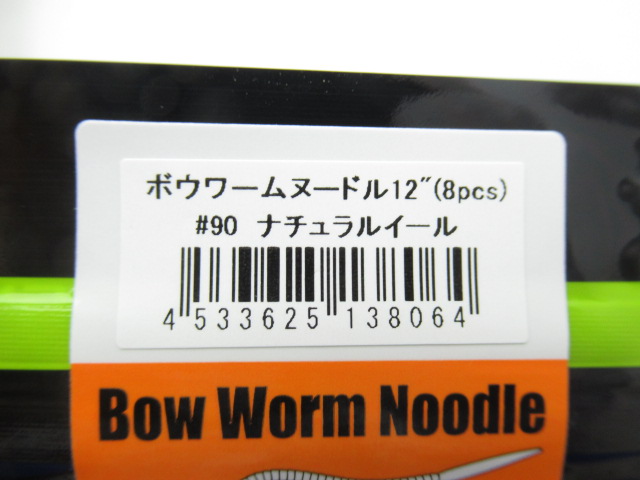 ボウワームヌードル12"(8pcs)
#90 ナチュラルイール
4 533625 138064
Bow Worm Noodle